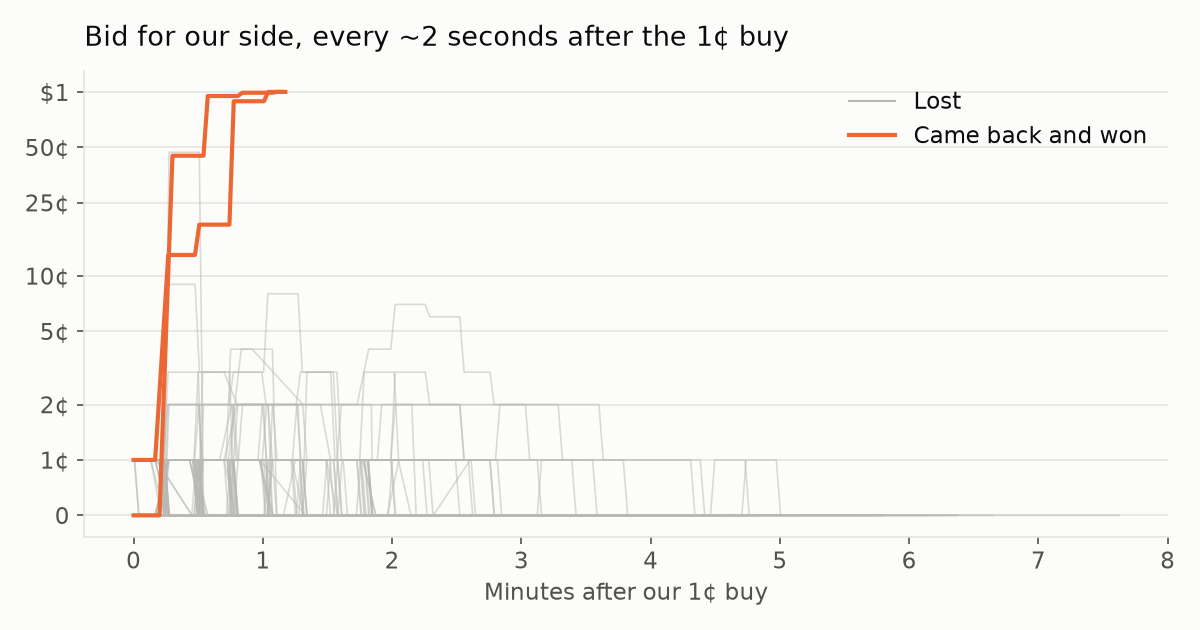 Bid for our side, every ~2 seconds after the 1¢ buy
$1
50¢
25¢
10¢
5¢
2¢
1¢
0
Lost
Came back and won
0 1 2 3 4 5 6 7 8
Minutes after our 1¢ buy